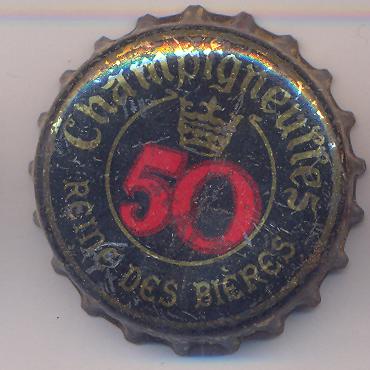 Champigneulles
50
REINE DES BIÈRES